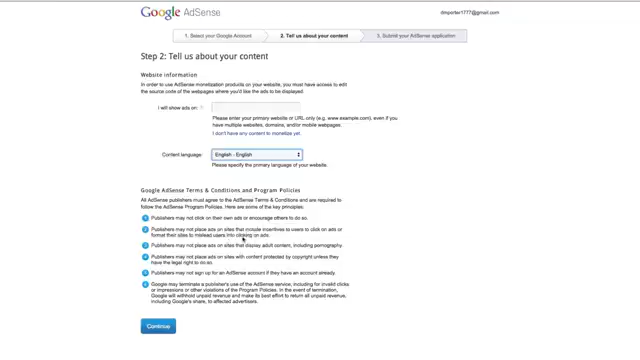 Google AdSense
dmporter1777@gmail.com
1. Select your Google Account
2. Tell us about your content
3. Submit your AdSense application
Step 2: Tell us about your content
Website information
In order to use AdSense monetization products on your website, you must have access to edit
the source code of the webpages where you'd like the ads to be displayed.
I will show ads on:
Please enter your primary website or URL only (e.g. www.example.com), even if
you have multiple websites, domains, and/or mobile webpages.
I don't have any content to monetize yet.
Content language:
English - English
Please specify the primary language of your website.
Google AdSense Terms & Conditions and Program Policies
All AdSense publishers must agree to the AdSense Terms & Conditions and are required to
follow the AdSense Program Policies. Here are some of the key principles:
1 Publishers may not click on their own ads or encourage others to do so.
2 Publishers may not place ads on sites that include incentives to users to click on ads or
format their sites to mislead users into clicking on ads.
3 Publishers may not place ads on sites that display adult content, including pornography.
4 Publishers may not place ads on sites with content protected by copyright unless they
have the legal right to do so.
5 Publishers may not sign up for an AdSense account if they have an account already.
6 Google may terminate a publisher's use of the AdSense service, including for invalid clicks
or impressions or other violations of the Program Policies. In the event of termination,
Google will withhold unpaid revenue and make its best effort to return all unpaid revenue,
including Google's share, to affected advertisers.
Continue